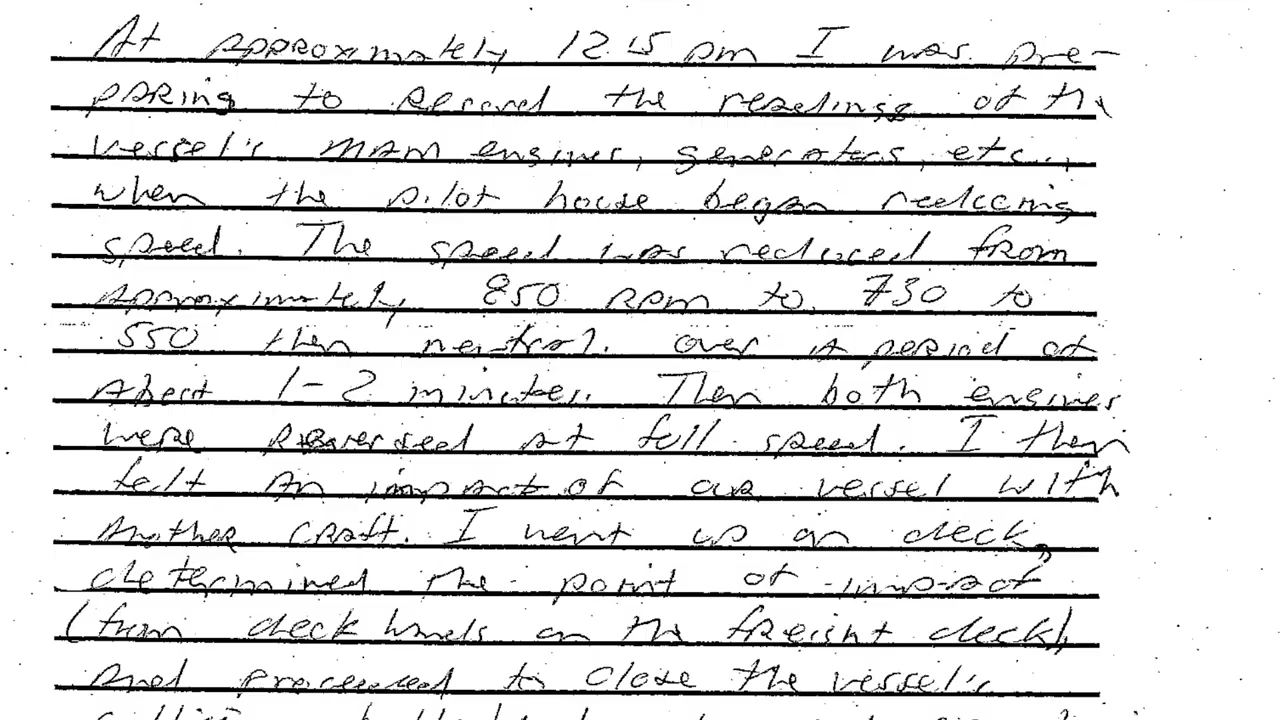 At approximately 12.15 pm I was pre-
paring to record the readings of the
vessel's main engines, generators, etc.,
when the pilot house began reducing
speed. The speed was reduced from
approximately 850 rpm to 730 to
550 then neutral. over a period of
about 1-2 minutes. Then both engines
were reversed at full speed. I then
felt an impact of our vessel with
another craft. I went up on deck,
determined the point of impact
(from deck hands on the freight deck),
and proceeded to close the vessel's